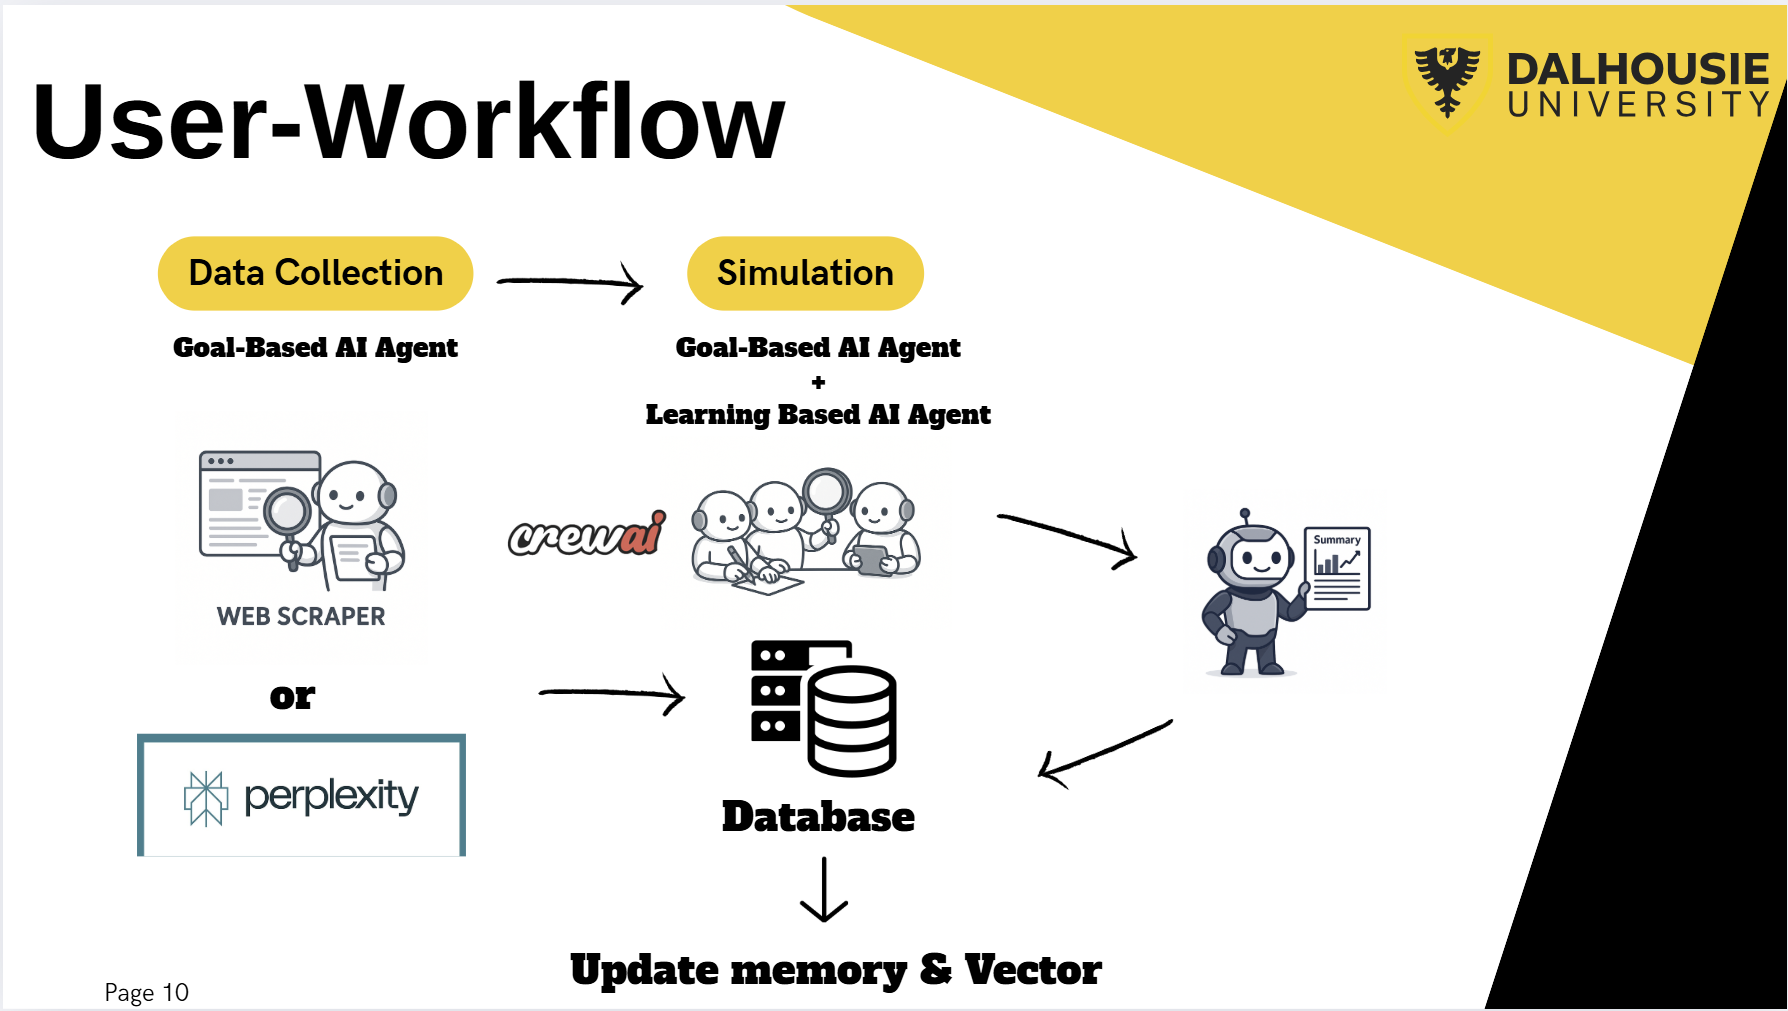 DALHOUSIE
UNIVERSITY
User-Workflow
Data Collection
Simulation
Goal-Based AI Agent
Goal-Based AI Agent
+
Learning Based AI Agent
crewai
Summary
WEB SCRAPER
or
perplexity
Database
Update memory & Vector
Page 10